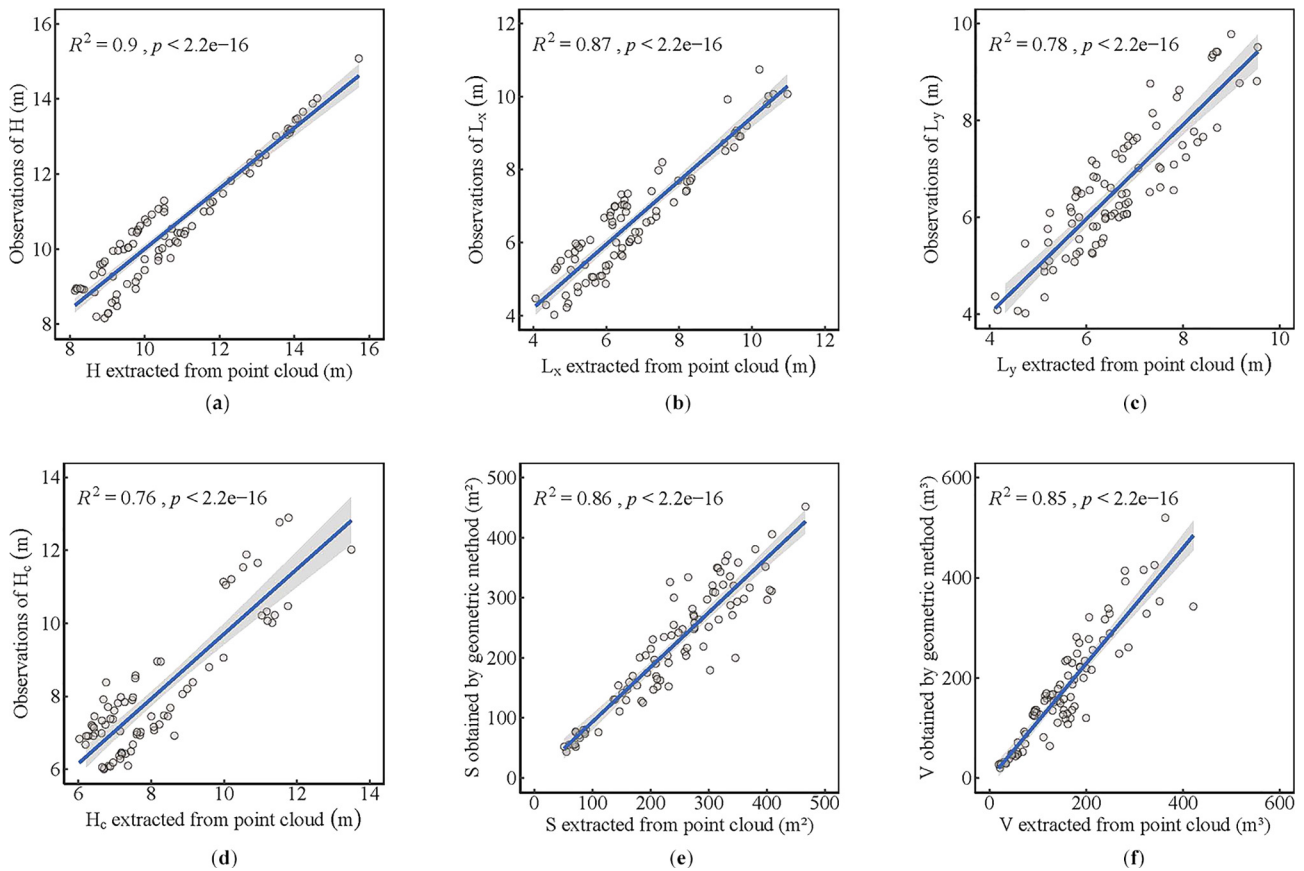 R² = 0.9 , p < 2.2e−16
Observations of H (m)
16
14
12
10
8
8 10 12 14 16
H extracted from point cloud (m)
(a)
R² = 0.87 , p < 2.2e−16
Observations of Lx (m)
12
10
8
6
4
4 6 8 10 12
Lx extracted from point cloud (m)
(b)
R² = 0.78 , p < 2.2e−16
Observations of Ly (m)
10
8
6
4
4 6 8 10
Ly extracted from point cloud (m)
(c)
R² = 0.76 , p < 2.2e−16
Observations of Hc (m)
14
12
10
8
6
6 8 10 12 14
Hc extracted from point cloud (m)
(d)
R² = 0.86 , p < 2.2e−16
S obtained by geometric method (m²)
500
400
300
200
100
0
0 100 200 300 400 500
S extracted from point cloud (m²)
(e)
R² = 0.85 , p < 2.2e−16
V obtained by geometric method (m³)
600
400
200
0
0 200 400 600
V extracted from point cloud (m³)
(f)